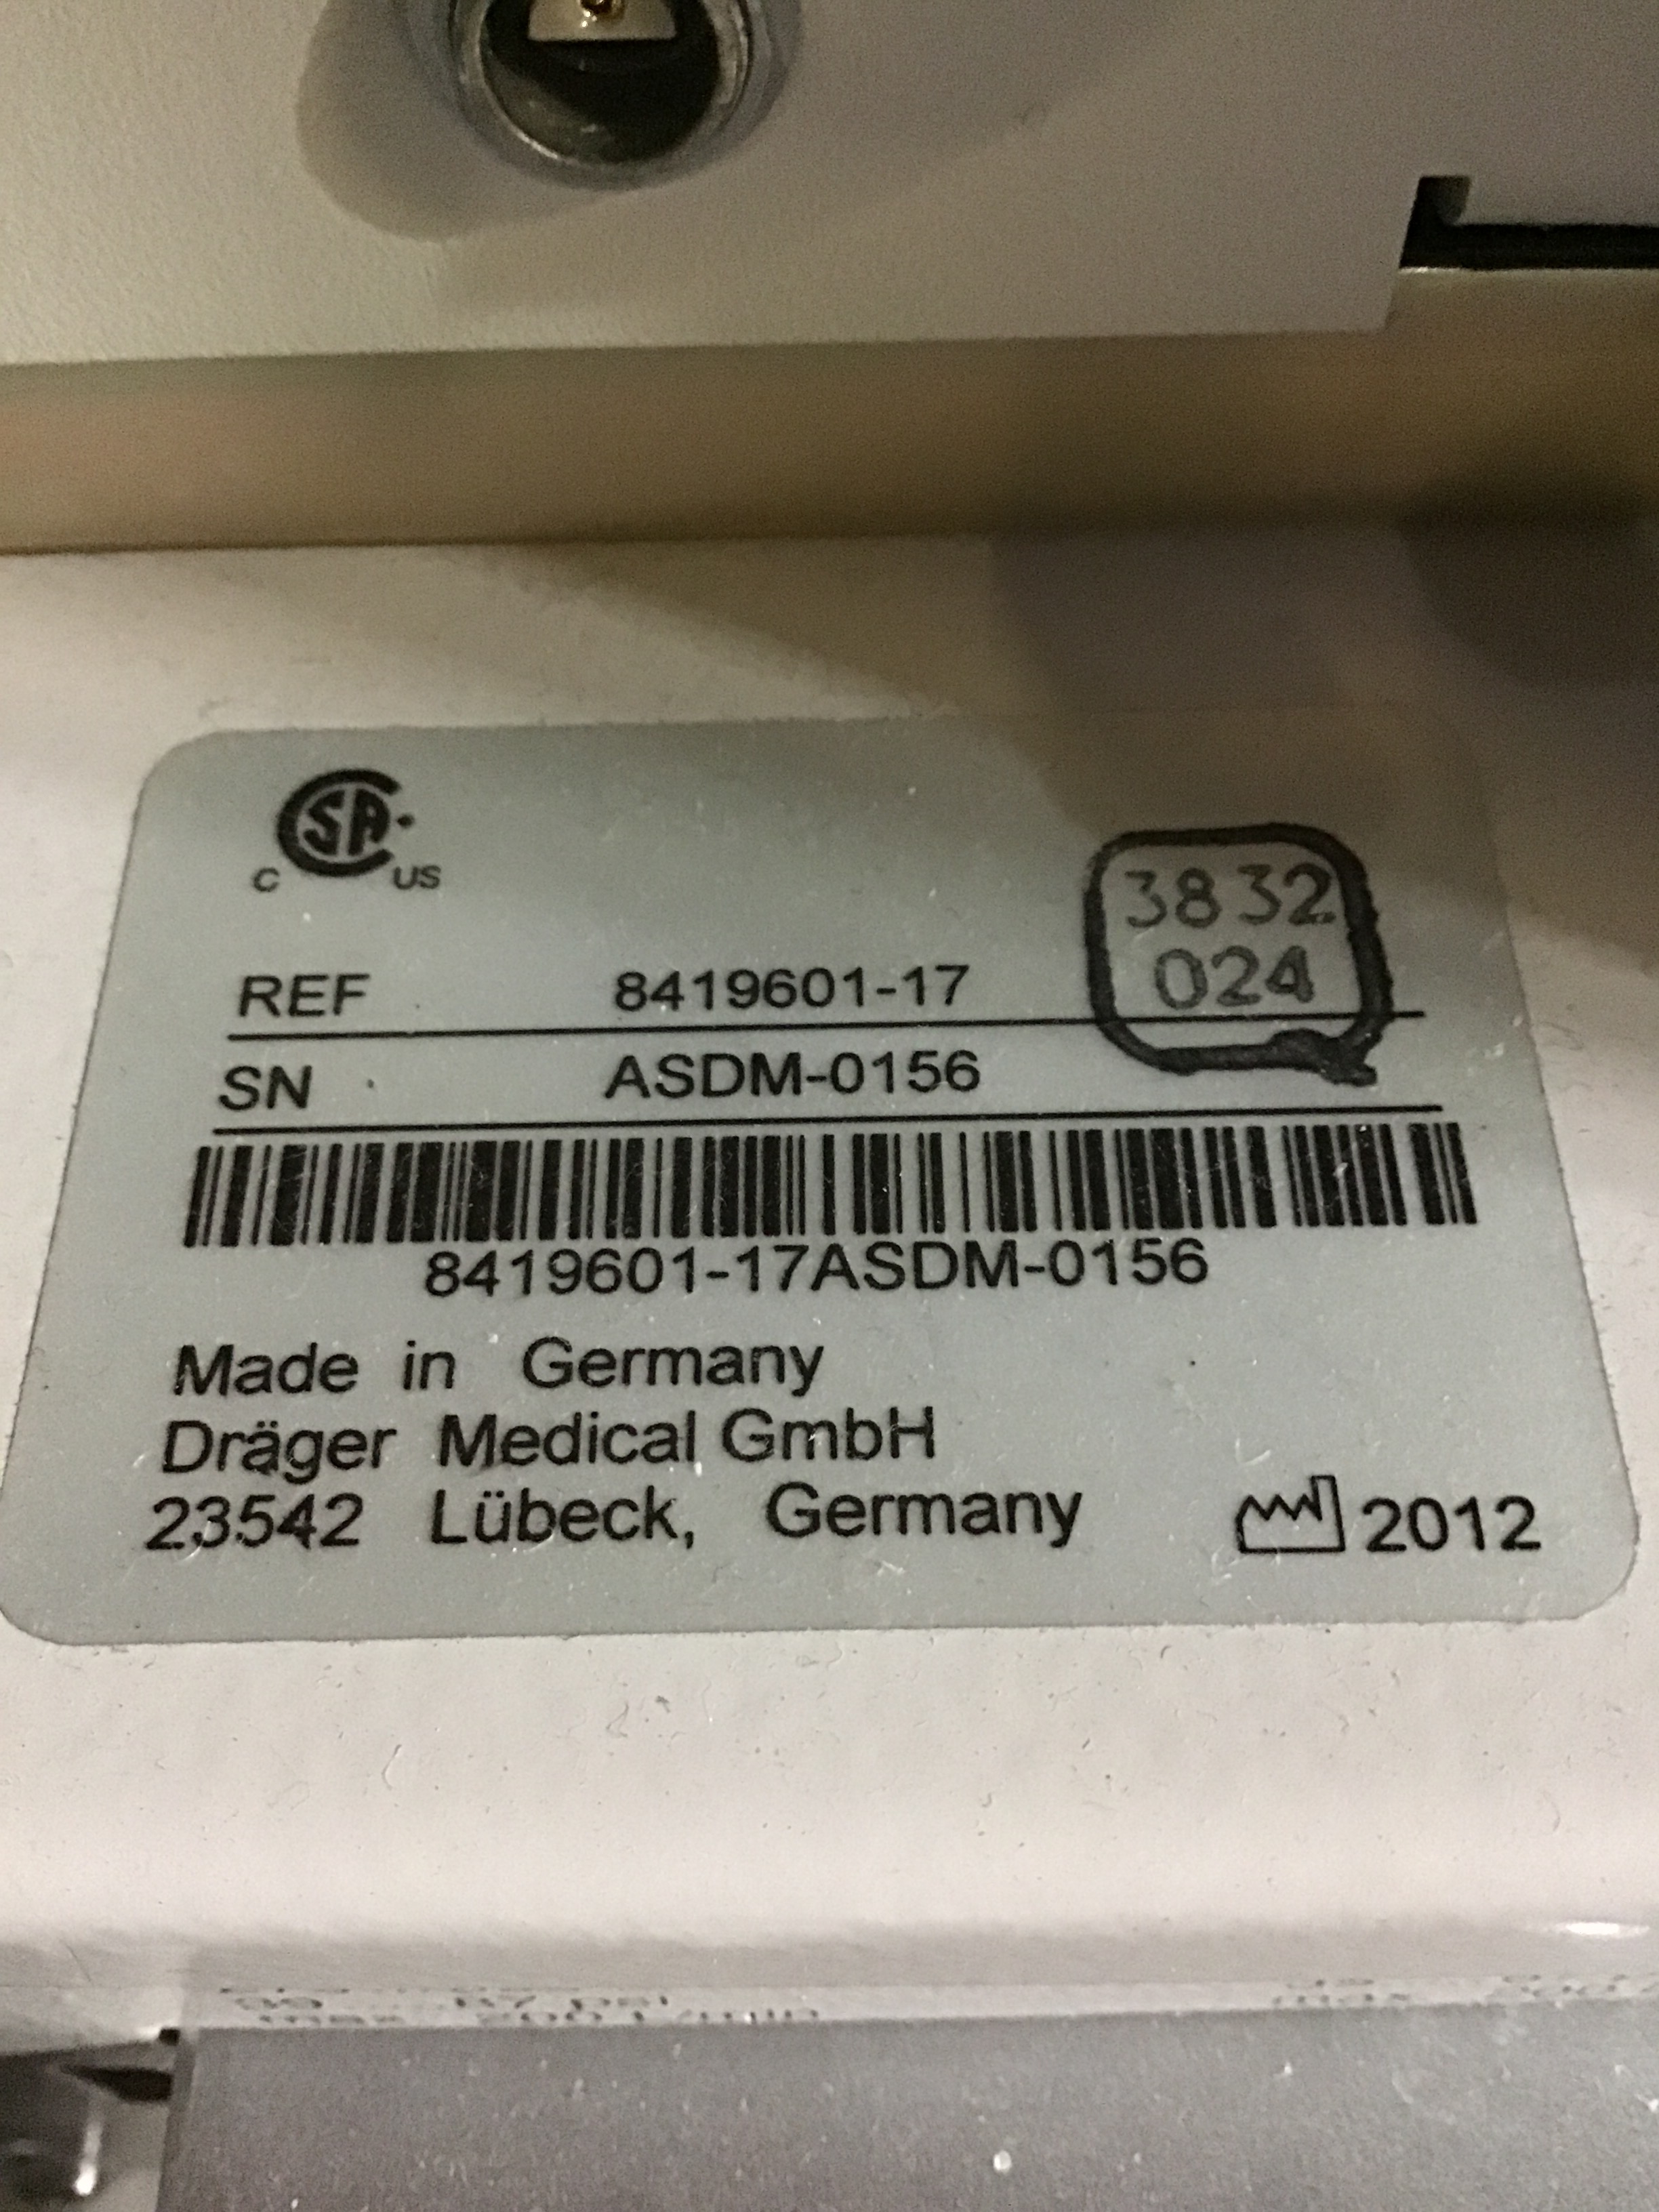 CSA
C US
3832
024
REF 8419601-17
SN ASDM-0156
8419601-17ASDM-0156
Made in Germany
Dräger Medical GmbH
23542 Lübeck, Germany
2012